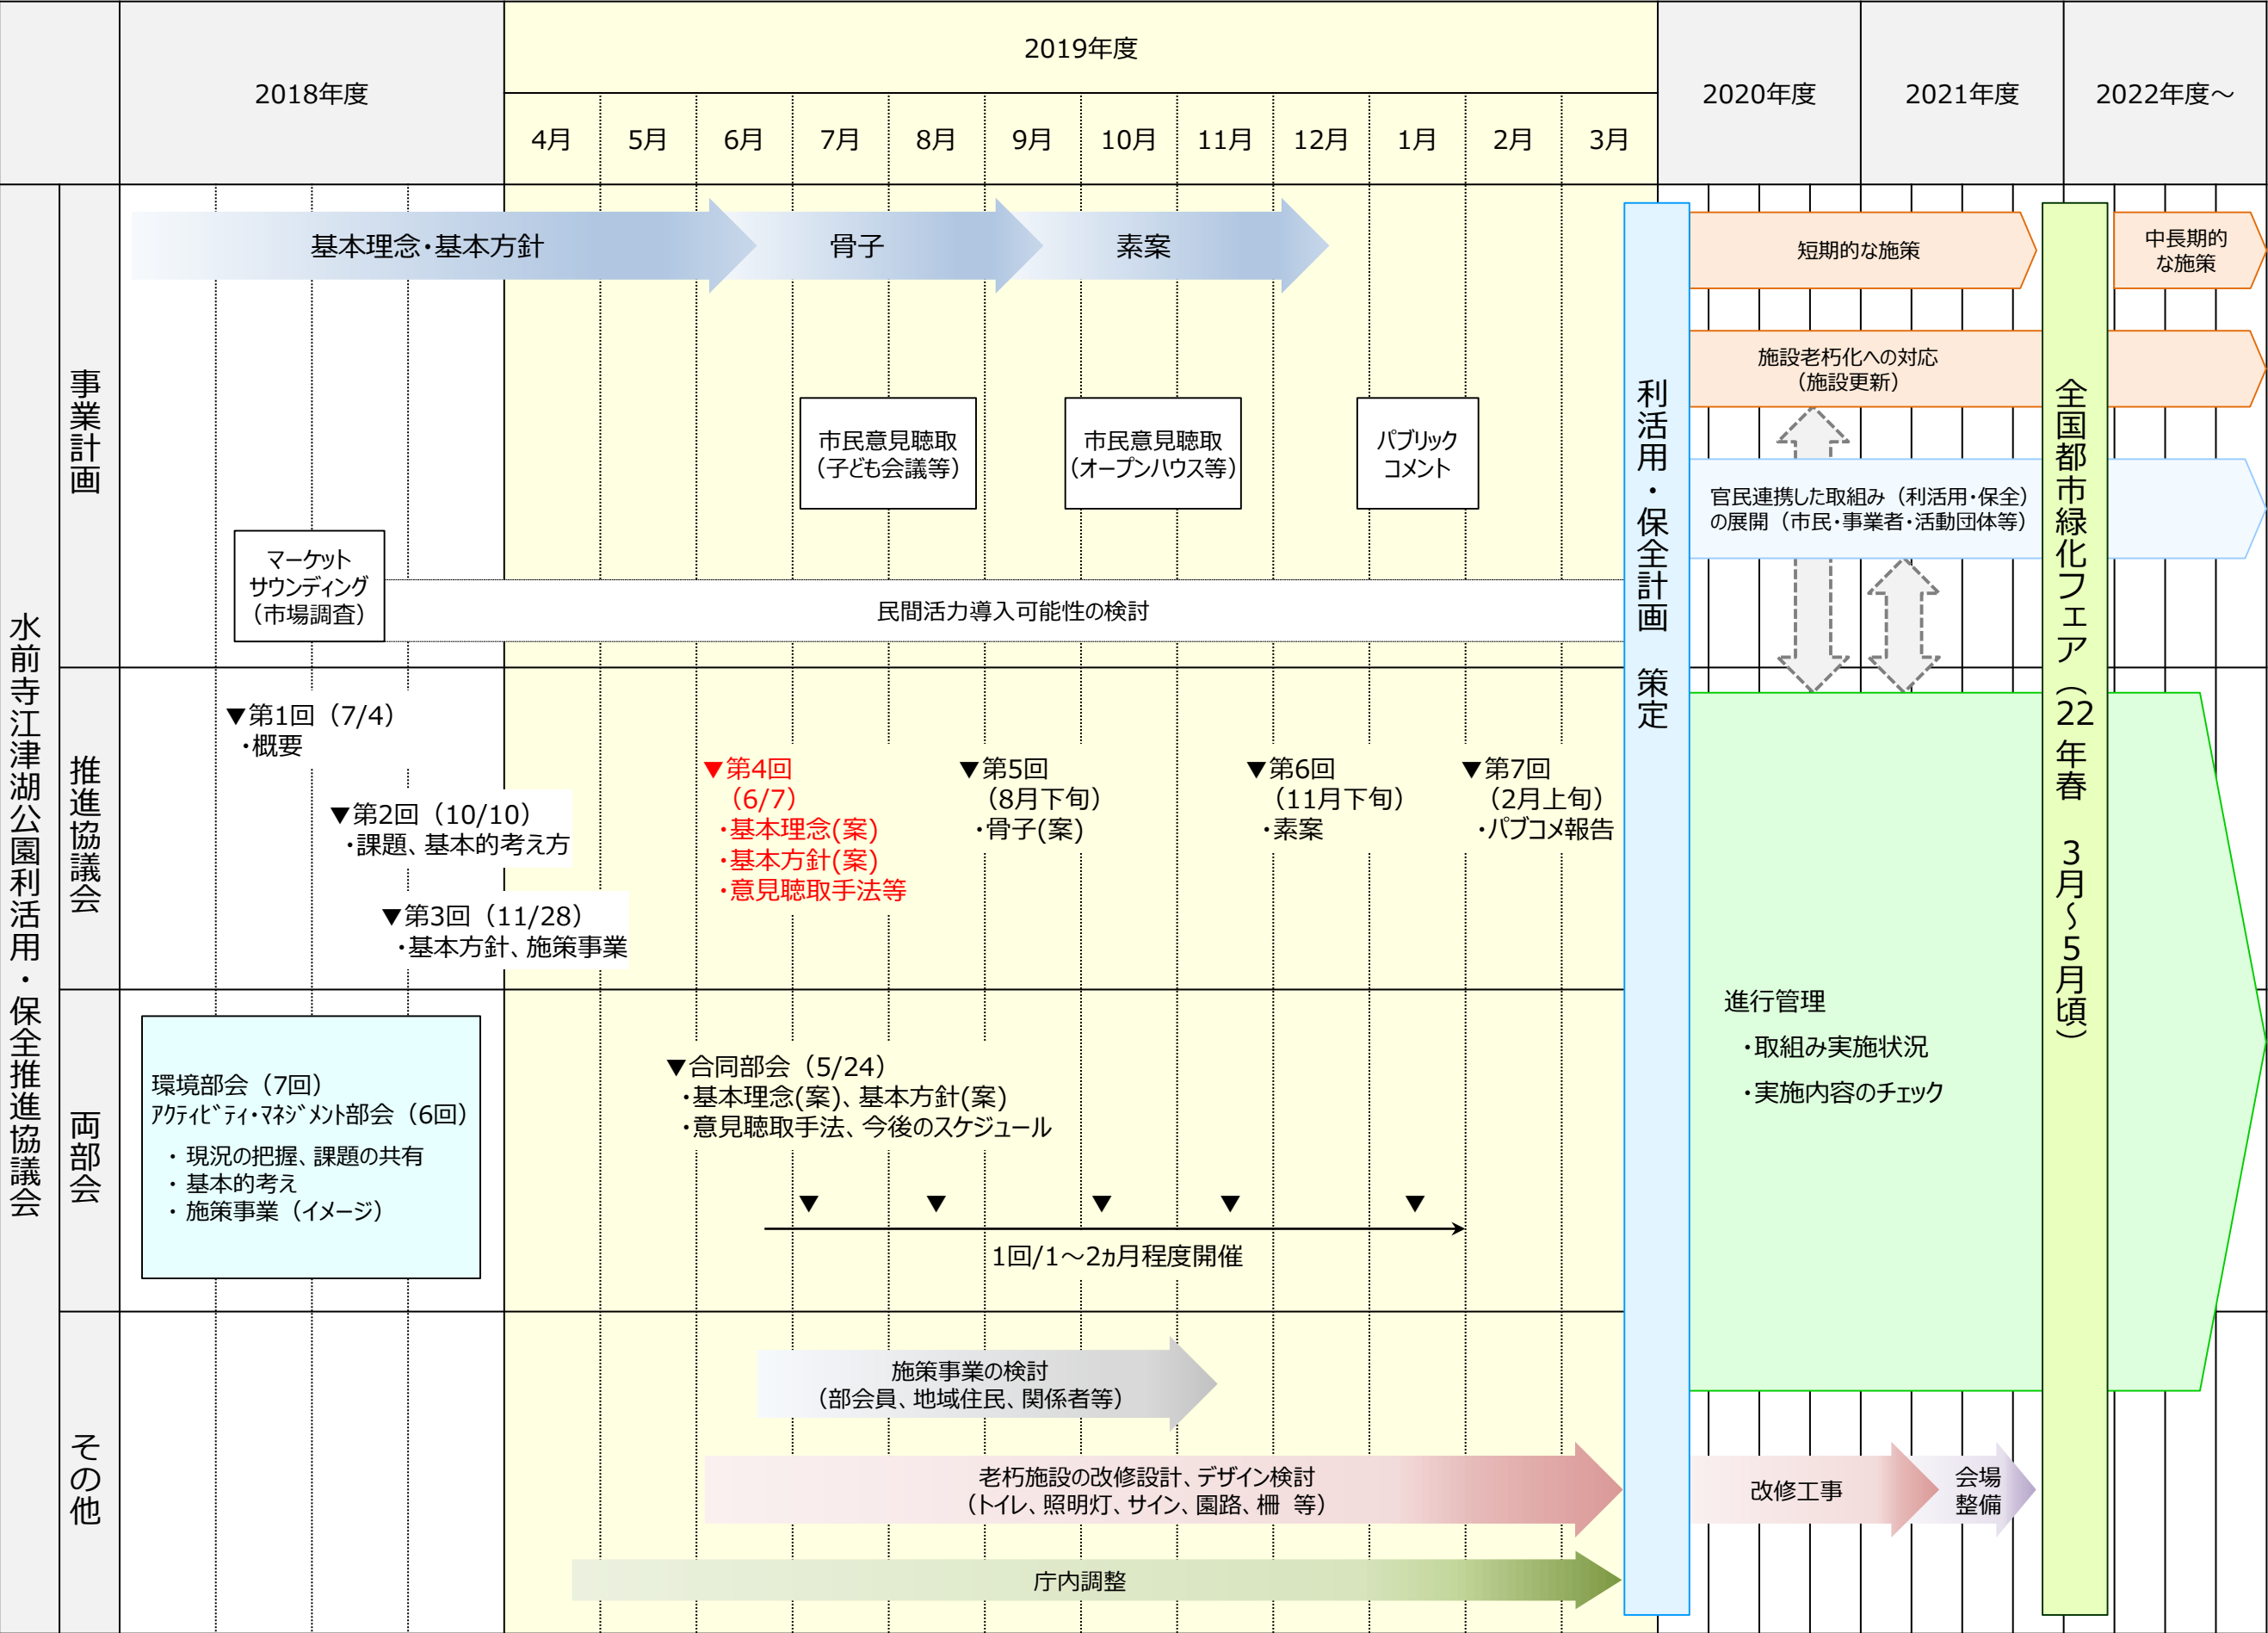 2018年度
2019年度
4月
5月
6月
7月
8月
9月
10月
11月
12月
1月
2月
3月
2020年度
2021年度
2022年度～
水前寺江津湖公園利活用・保全推進協議会
事業計画
基本理念・基本方針
骨子
素案
市民意見聴取
（子ども会議等）
市民意見聴取
（オープンハウス等）
パブリック
コメント
マーケット
サウンディング
（市場調査）
民間活力導入可能性の検討
利活用・保全計画　策定
短期的な施策
中長期的
な施策
施設老朽化への対応
（施設更新）
官民連携した取組み（利活用・保全）
の展開（市民・事業者・活動団体等）
全国都市緑化フェア（22年春　3月～5月頃）
推進協議会
▼第1回（7/4）
・概要
▼第2回（10/10）
・課題、基本的考え方
▼第3回（11/28）
・基本方針、施策事業
▼第4回
（6/7）
・基本理念(案)
・基本方針(案)
・意見聴取手法等
▼第5回
（8月下旬）
・骨子(案)
▼第6回
（11月下旬）
・素案
▼第7回
（2月上旬）
・パブコメ報告
進行管理
・取組み実施状況
・実施内容のチェック
両部会
環境部会（7回）
ｱｸﾃｨﾋﾞﾃｨ・ﾏﾈｼﾞﾒﾝﾄ部会（6回）
・ 現況の把握、課題の共有
・ 基本的考え
・ 施策事業（イメージ）
▼合同部会（5/24）
・基本理念(案)、基本方針(案)
・意見聴取手法、今後のスケジュール
▼ ▼ ▼ ▼ ▼
1回/1～2ヵ月程度開催
その他
施策事業の検討
（部会員、地域住民、関係者等）
老朽施設の改修設計、デザイン検討
（トイレ、照明灯、サイン、園路、柵 等）
改修工事
会場
整備
庁内調整